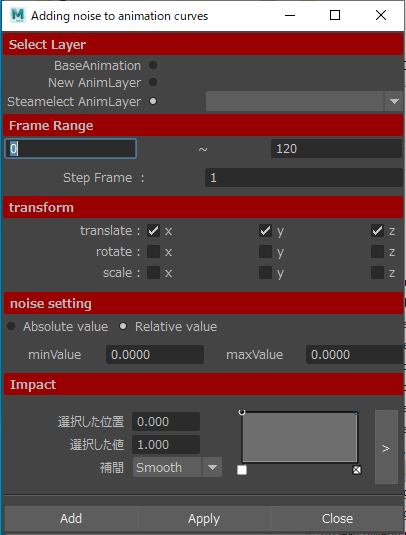 Adding noise to animation curves
Select Layer
BaseAnimation
New AnimLayer
Steamelect AnimLayer
Frame Range
0 ~ 120
Step Frame : 1
transform
translate : x y z
rotate : x y z
scale : x y z
noise setting
Absolute value Relative value
minValue 0.0000 maxValue 0.0000
Impact
選択した位置 0.000
選択した値 1.000
補間 Smooth
>
Add Apply Close